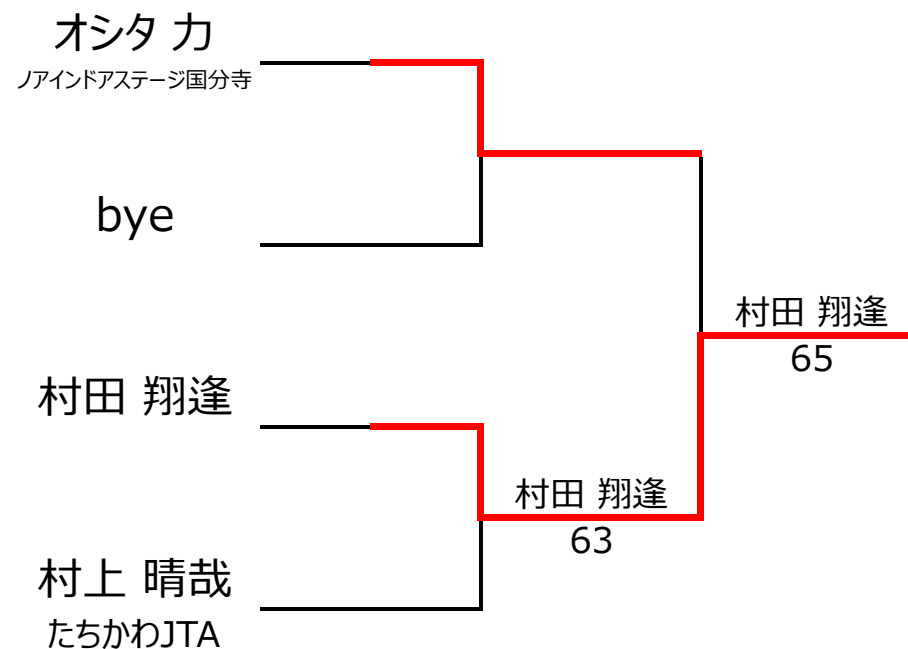 オシタ 力
ノアインドアステージ国分寺
bye
村田 翔逢
65
村田 翔逢
村田 翔逢
63
村上 晴哉
たちかわJTA